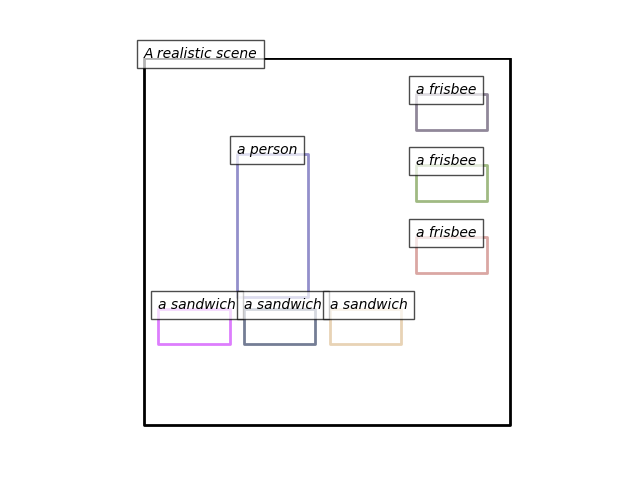 A realistic scene
a frisbee
a person
a frisbee
a frisbee
a sandwich a sandwich a sandwich